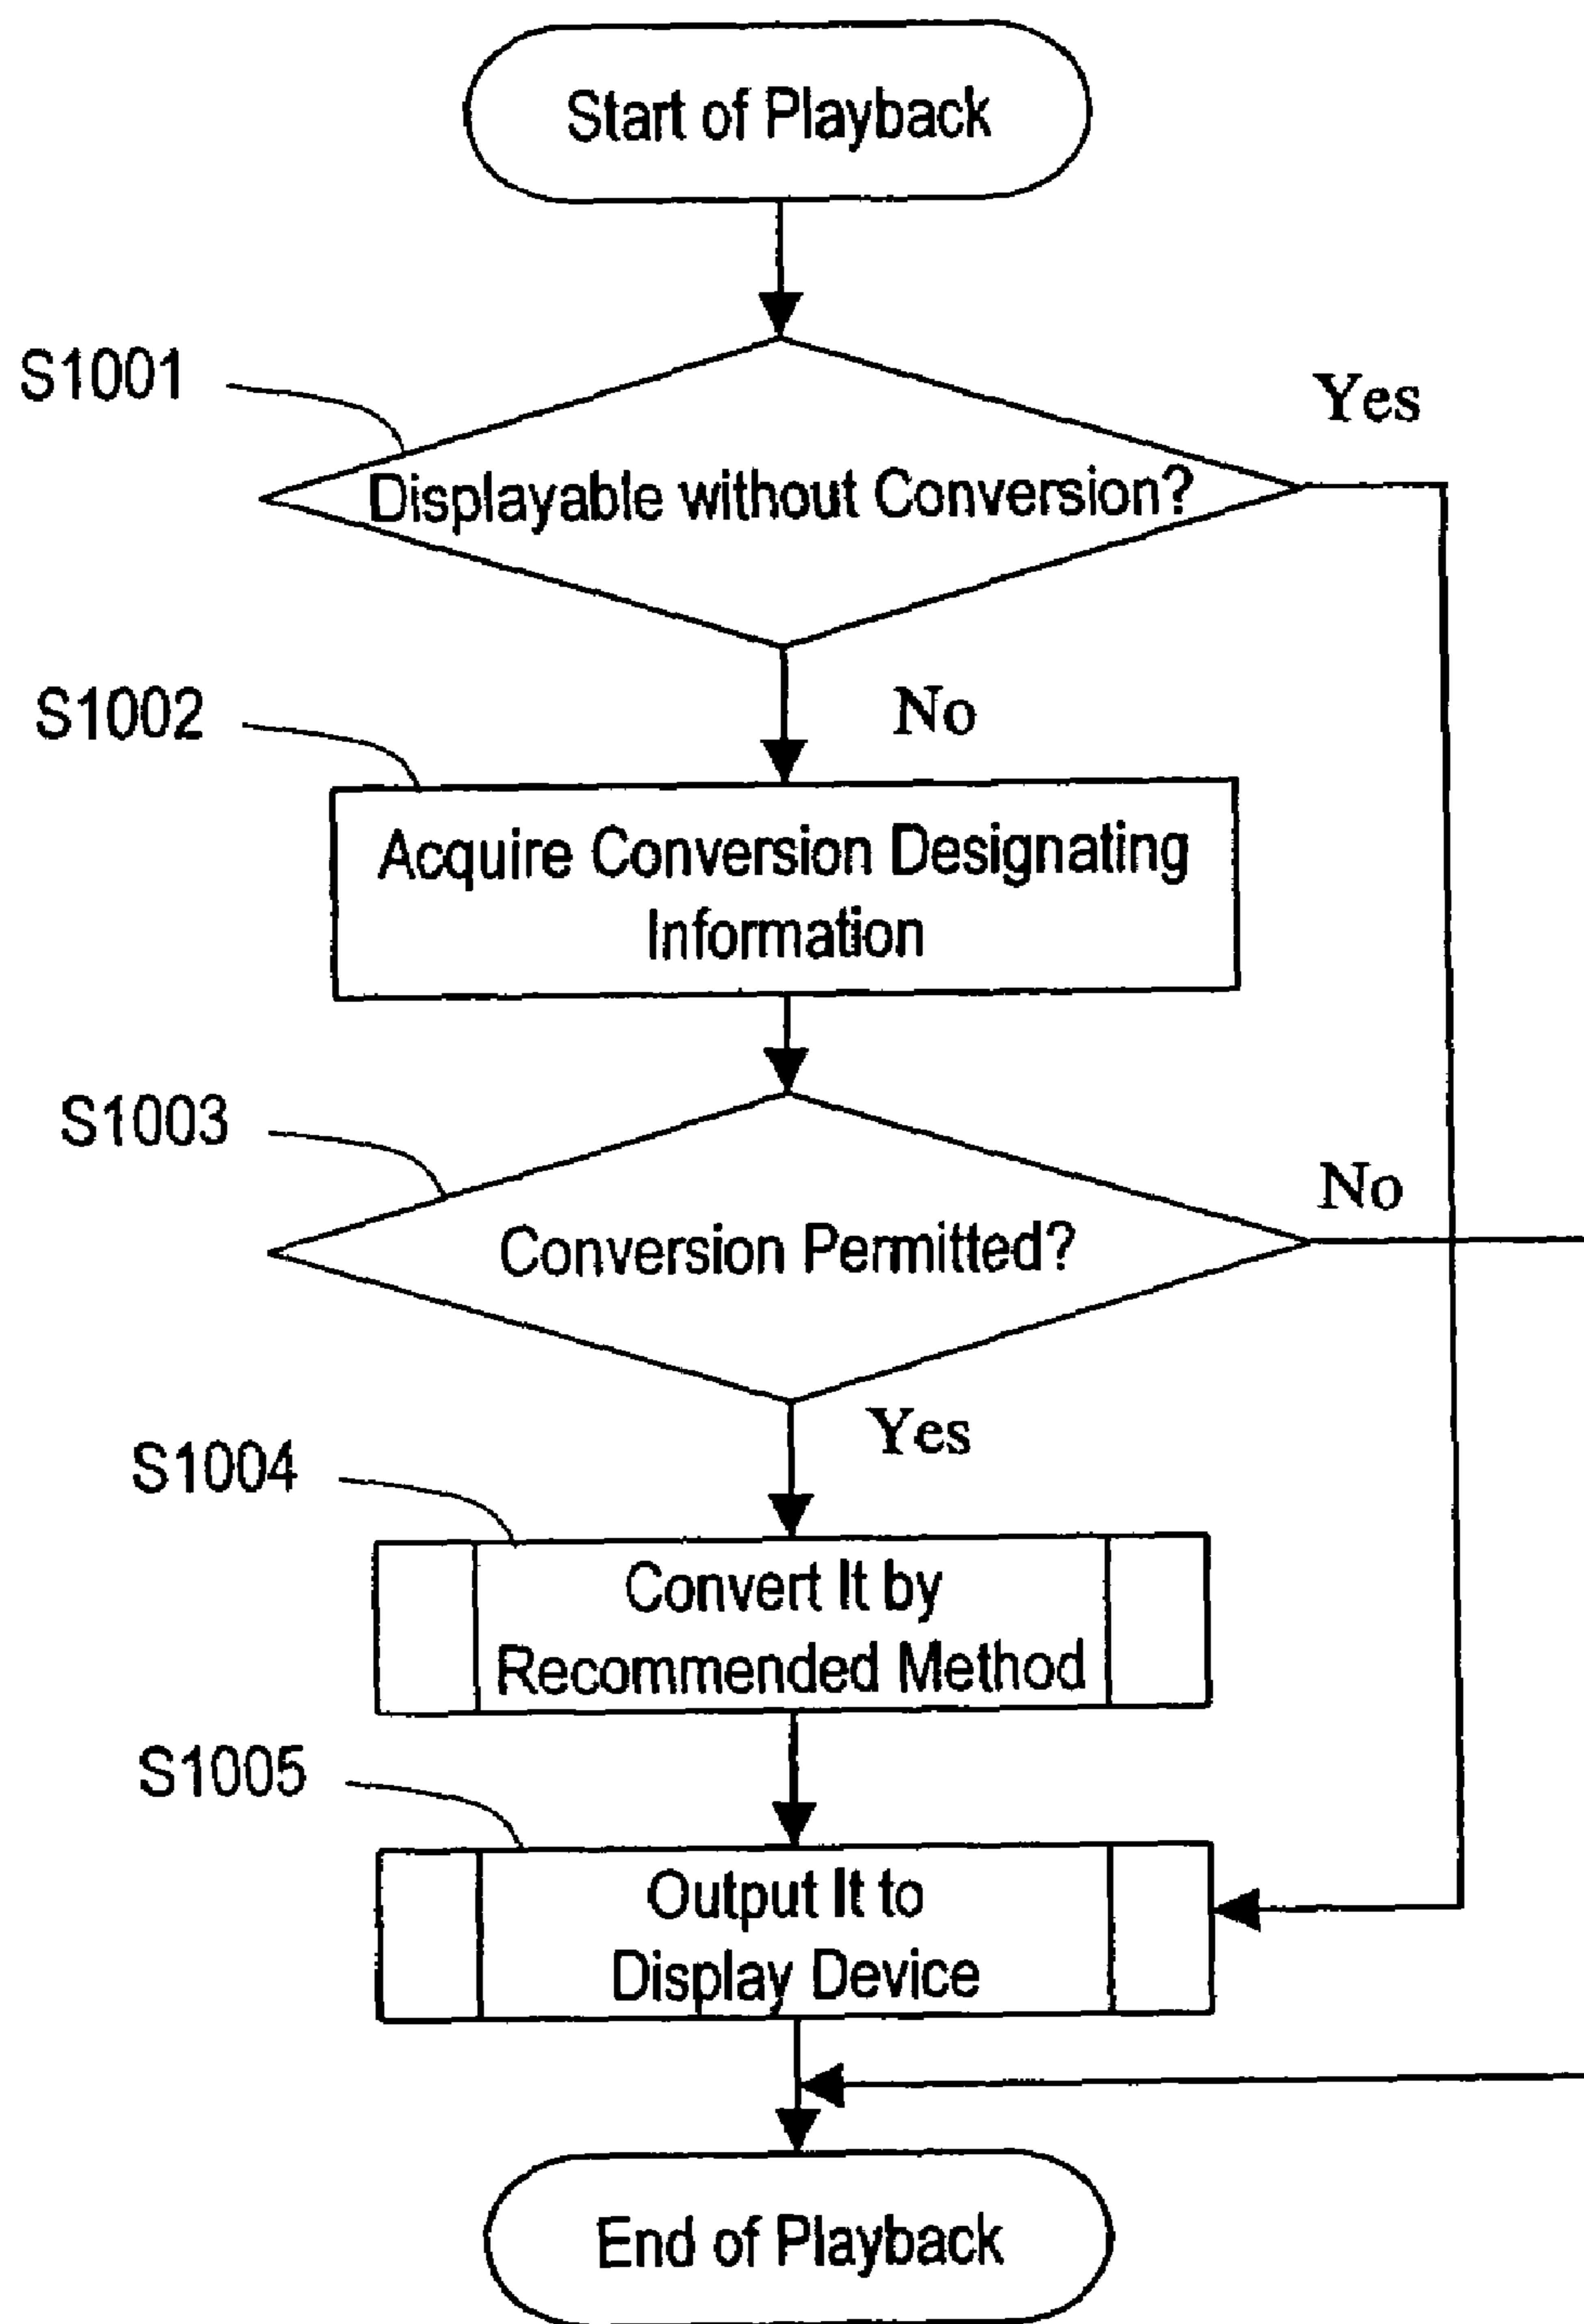 Start of Playback
S1001
Yes
Displayable without Conversion?
S1002
No
Acquire Conversion Designating
Information
S1003
No
Conversion Permitted?
Yes
S1004
Convert It by
Recommended Method
S1005
Output It to
Display Device
End of Playback